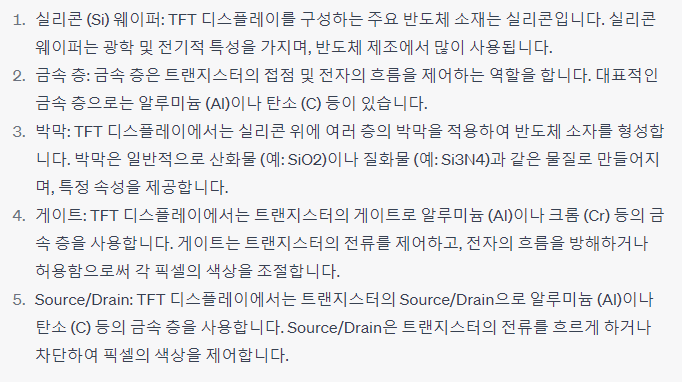 1. 실리콘 (Si) 웨이퍼: TFT 디스플레이를 구성하는 주요 반도체 소재는 실리콘입니다. 실리콘
웨이퍼는 광학 및 전기적 특성을 가지며, 반도체 제조에서 많이 사용됩니다.
2. 금속 층: 금속 층은 트랜지스터의 접점 및 전자의 흐름을 제어하는 역할을 합니다. 대표적인
금속 층으로는 알루미늄 (Al)이나 탄소 (C) 등이 있습니다.
3. 박막: TFT 디스플레이에서는 실리콘 위에 여러 층의 박막을 적용하여 반도체 소자를 형성합
니다. 박막은 일반적으로 산화물 (예: SiO2)이나 질화물 (예: Si3N4)과 같은 물질로 만들어지
며, 특정 속성을 제공합니다.
4. 게이트: TFT 디스플레이에서는 트랜지스터의 게이트로 알루미늄 (Al)이나 크롬 (Cr) 등의 금
속 층을 사용합니다. 게이트는 트랜지스터의 전류를 제어하고, 전자의 흐름을 방해하거나
허용함으로써 각 픽셀의 색상을 조절합니다.
5. Source/Drain: TFT 디스플레이에서는 트랜지스터의 Source/Drain으로 알루미늄 (Al)이나
탄소 (C) 등의 금속 층을 사용합니다. Source/Drain은 트랜지스터의 전류를 흐르게 하거나
차단하여 픽셀의 색상을 제어합니다.